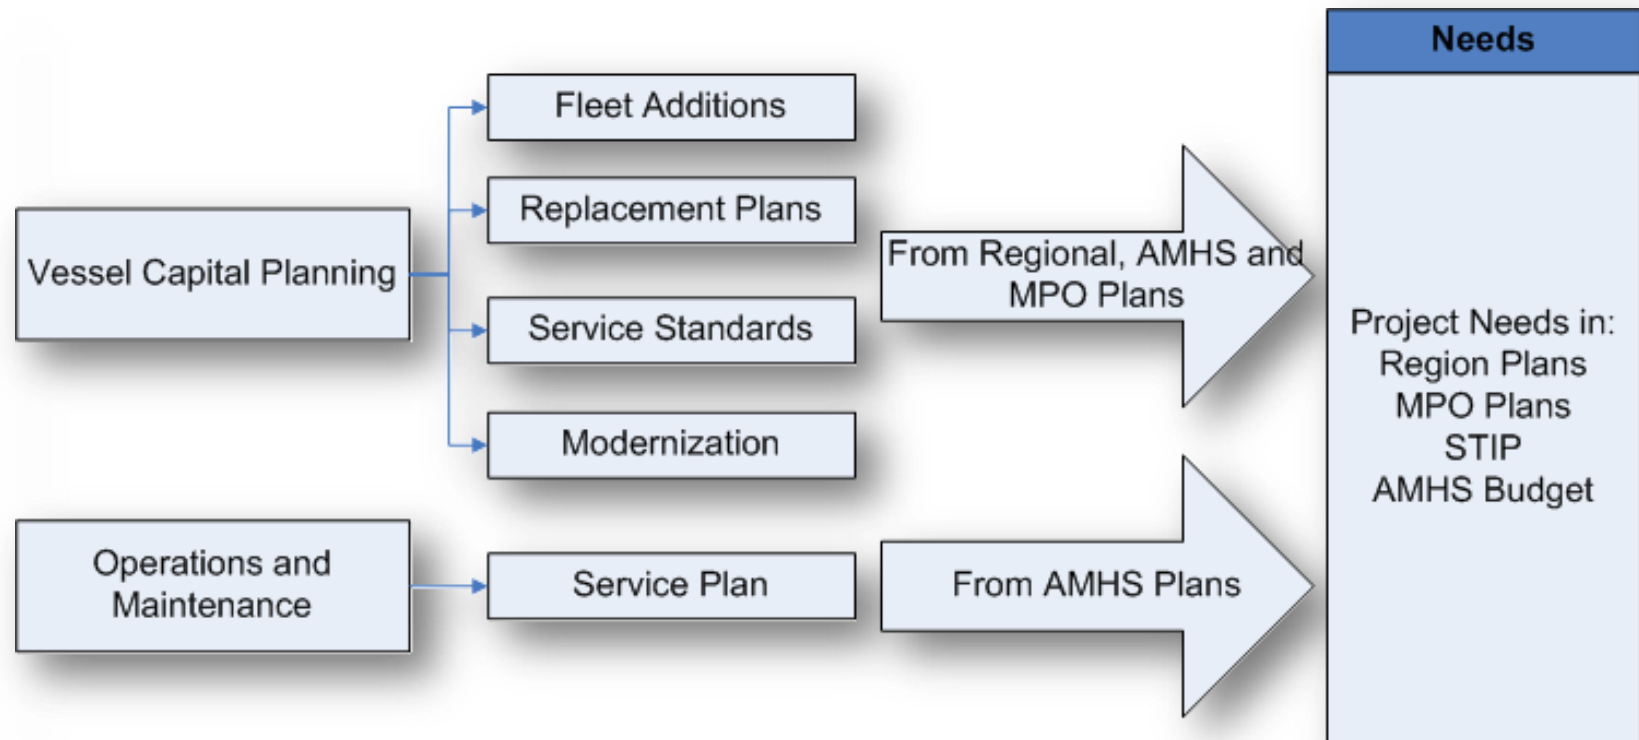 Needs
Fleet Additions
Replacement Plans
Vessel Capital Planning
Service Standards
Modernization
From Regional, AMHS and
MPO Plans
Operations and
Maintenance
Service Plan
From AMHS Plans
Project Needs in:
Region Plans
MPO Plans
STIP
AMHS Budget